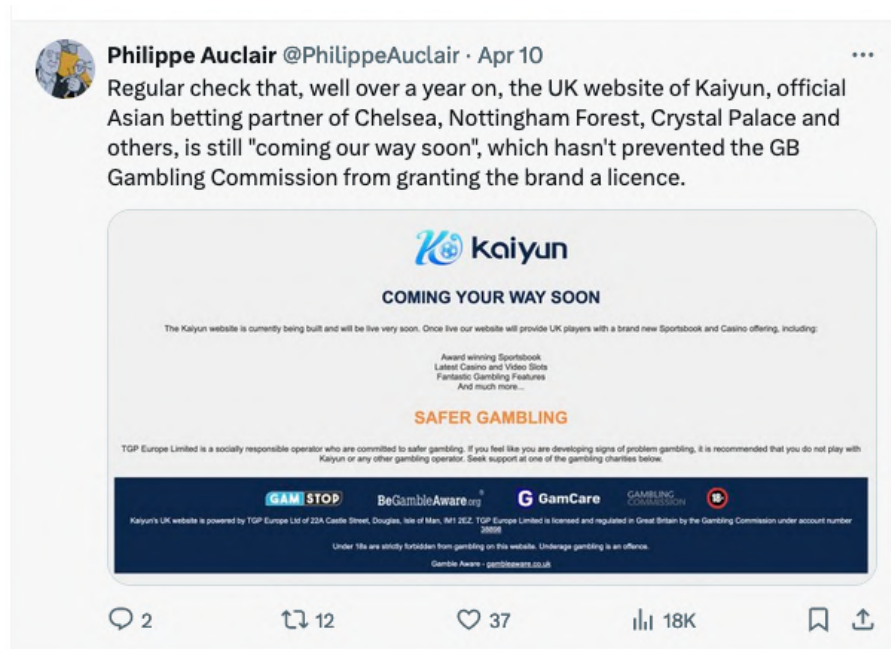 Philippe Auclair @PhilippeAuclair · Apr 10
Regular check that, well over a year on, the UK website of Kaiyun, official
Asian betting partner of Chelsea, Nottingham Forest, Crystal Palace and
others, is still "coming our way soon", which hasn't prevented the GB
Gambling Commission from granting the brand a licence.
kaiyun
COMING YOUR WAY SOON
The Kaiyun website is currently being built and will be live very soon. Once live our website will provide UK players with a brand new Sportsbook and Casino offering, including:
Award winning Sportsbook
Latest Casino and Video Slots
Fantastic Gambling Features
And much more...
SAFER GAMBLING
TGP Europe Limited is a socially responsible operator who are committed to safer gambling. If you feel like you are developing signs of problem gambling, it is recommended that you do not play with
Kaiyun or any other gambling operator. Seek support at one of the gambling charities below.
GAMSTOP BeGambleAware.org® GamCare GAMBLING COMMISSION 18+
Kaiyun's UK website is powered by TGP Europe Ltd of 22A Castle Street, Douglas, Isle of Man, IM1 2EZ. TGP Europe Limited is licensed and regulated in Great Britain by the Gambling Commission under account number
38898
Under 18s are strictly forbidden from gambling on this website. Underage gambling is an offence.
Gamble Aware - gambleaware.co.uk
2 12 37 18K